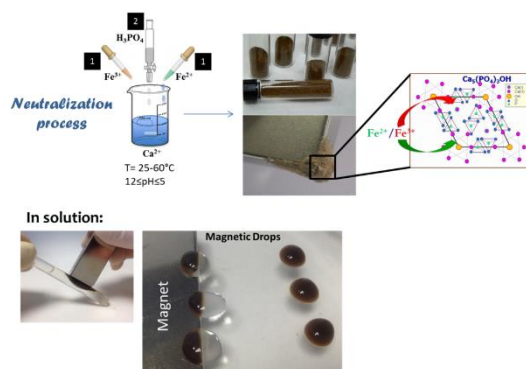 2
H₃PO₄
1
1
Fe³⁺
Fe²⁺
Neutralization
process
Ca²⁺
T= 25-60°C
12≤pH≤5
Ca₅(PO₄)₃OH
Fe²⁺/Fe³⁺
In solution:
Magnetic Drops
Magnet